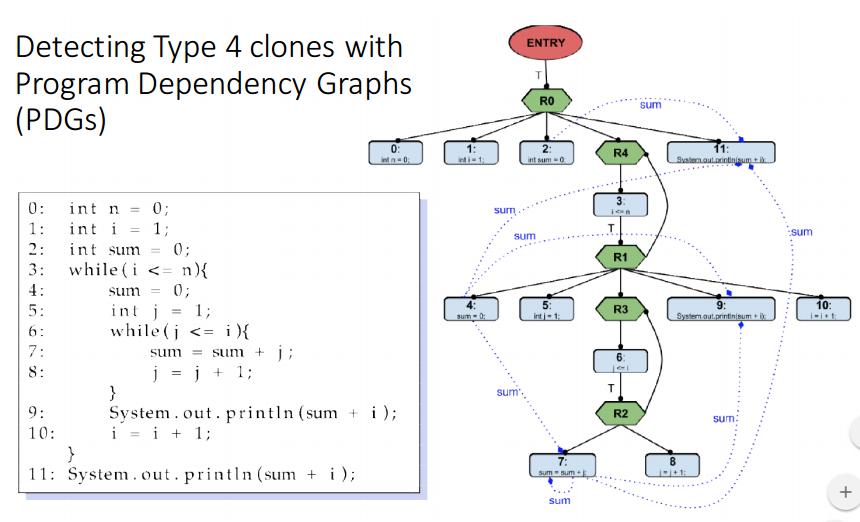 Detecting Type 4 clones with
Program Dependency Graphs
(PDGs)
0: int n = 0;
1: int i = 1;
2: int sum = 0;
3: while(i <= n){
4: sum = 0;
5: int j = 1;
6: while(j <= i){
7: sum = sum + j;
8: j = j + 1;
}
9: System.out.println(sum + i);
10: i = i + 1;
}
11: System.out.println(sum + i);
ENTRY
T
R0
sum
0:
int n = 0;
1:
int i = 1;
2:
int sum = 0;
R4
11:
System.out.println(sum + i);
3:
i <= n
sum
T
sum
sum
R1
4:
sum = 0;
5:
int j = 1;
R3
9:
System.out.println(sum + i);
10:
i = i + 1;
6:
j <= i
T
sum
R2
sum
7:
sum = sum + j;
8
j = j + 1;
sum
+